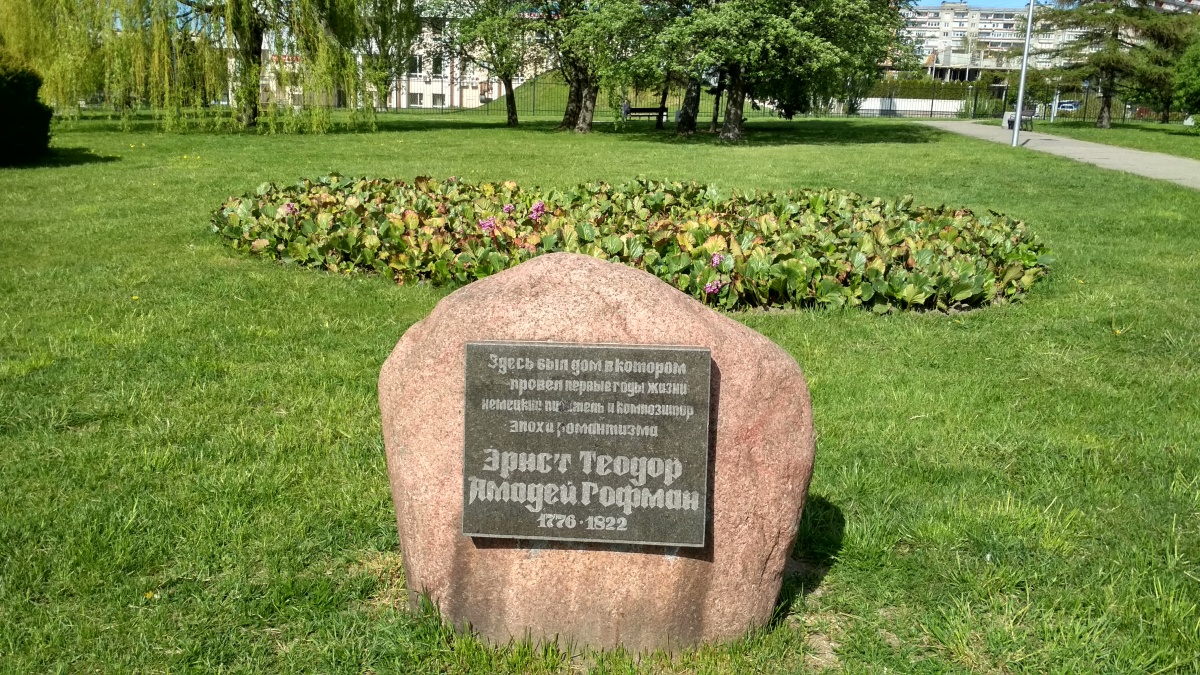 Здесь был дом в котором
провел первые годы жизни
немецкий писатель и композитор
эпохи романтизма
Эрнст Теодор
Амадей Гофман
1776 · 1822